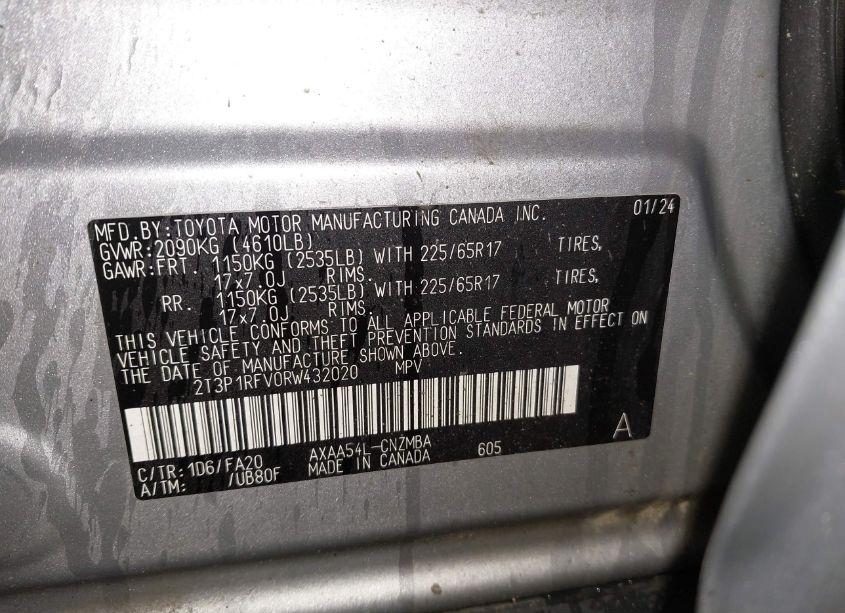 MFD.BY:TOYOTA MOTOR MANUFACTURING CANADA INC. 01/24
GVWR:2090KG (4610LB)
GAWR:FRT. 1150KG (2535LB) WITH 225/65R17 TIRES,
17x7.0J RIMS.
RR. 1150KG (2535LB) WITH 225/65R17 TIRES,
17x7.0J RIMS.
THIS VEHICLE CONFORMS TO ALL APPLICABLE FEDERAL MOTOR
VEHICLE SAFETY AND THEFT PREVENTION STANDARDS IN EFFECT ON
THE DATE OF MANUFACTURE SHOWN ABOVE.
2T3P1RFV0RW432020 MPV
A
C/TR: 1D6/FA20 AXAA54L-CNZMBA 605
A/TM: /UB80F MADE IN CANADA